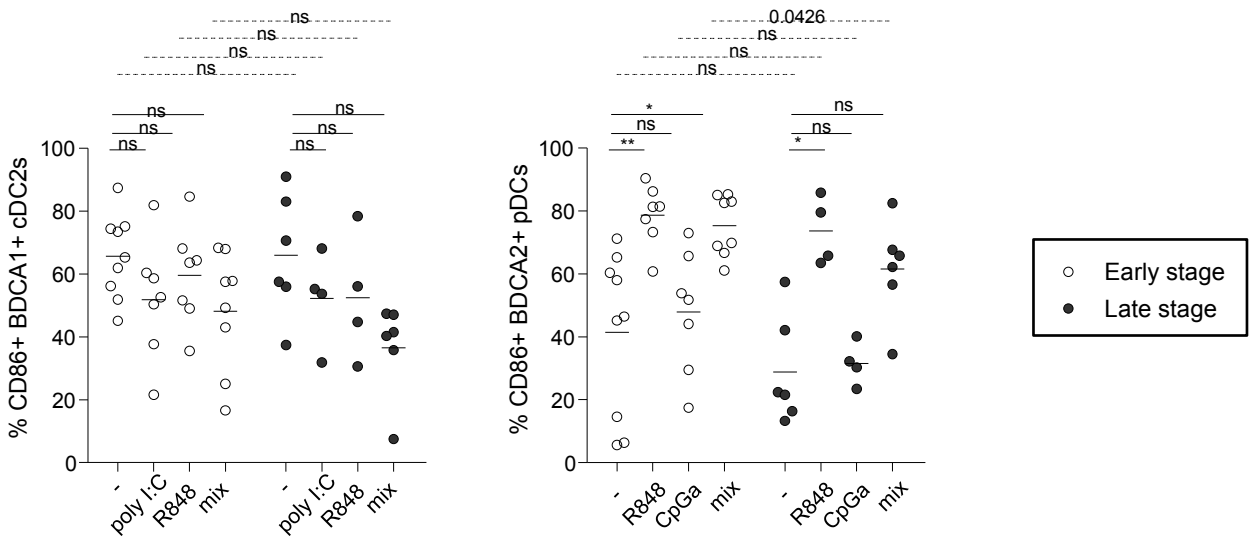 ns
ns
ns
ns
ns
ns
ns
ns
ns
ns
% CD86+ BDCA1+ cDC2s
100
80
60
40
20
0
-
poly I:C
R848
mix
-
poly I:C
R848
mix
0.0426
ns
ns
ns
*
ns
ns
ns
**
*
% CD86+ BDCA2+ pDCs
100
80
60
40
20
0
-
R848
CpGa
mix
-
R848
CpGa
mix
Early stage
Late stage